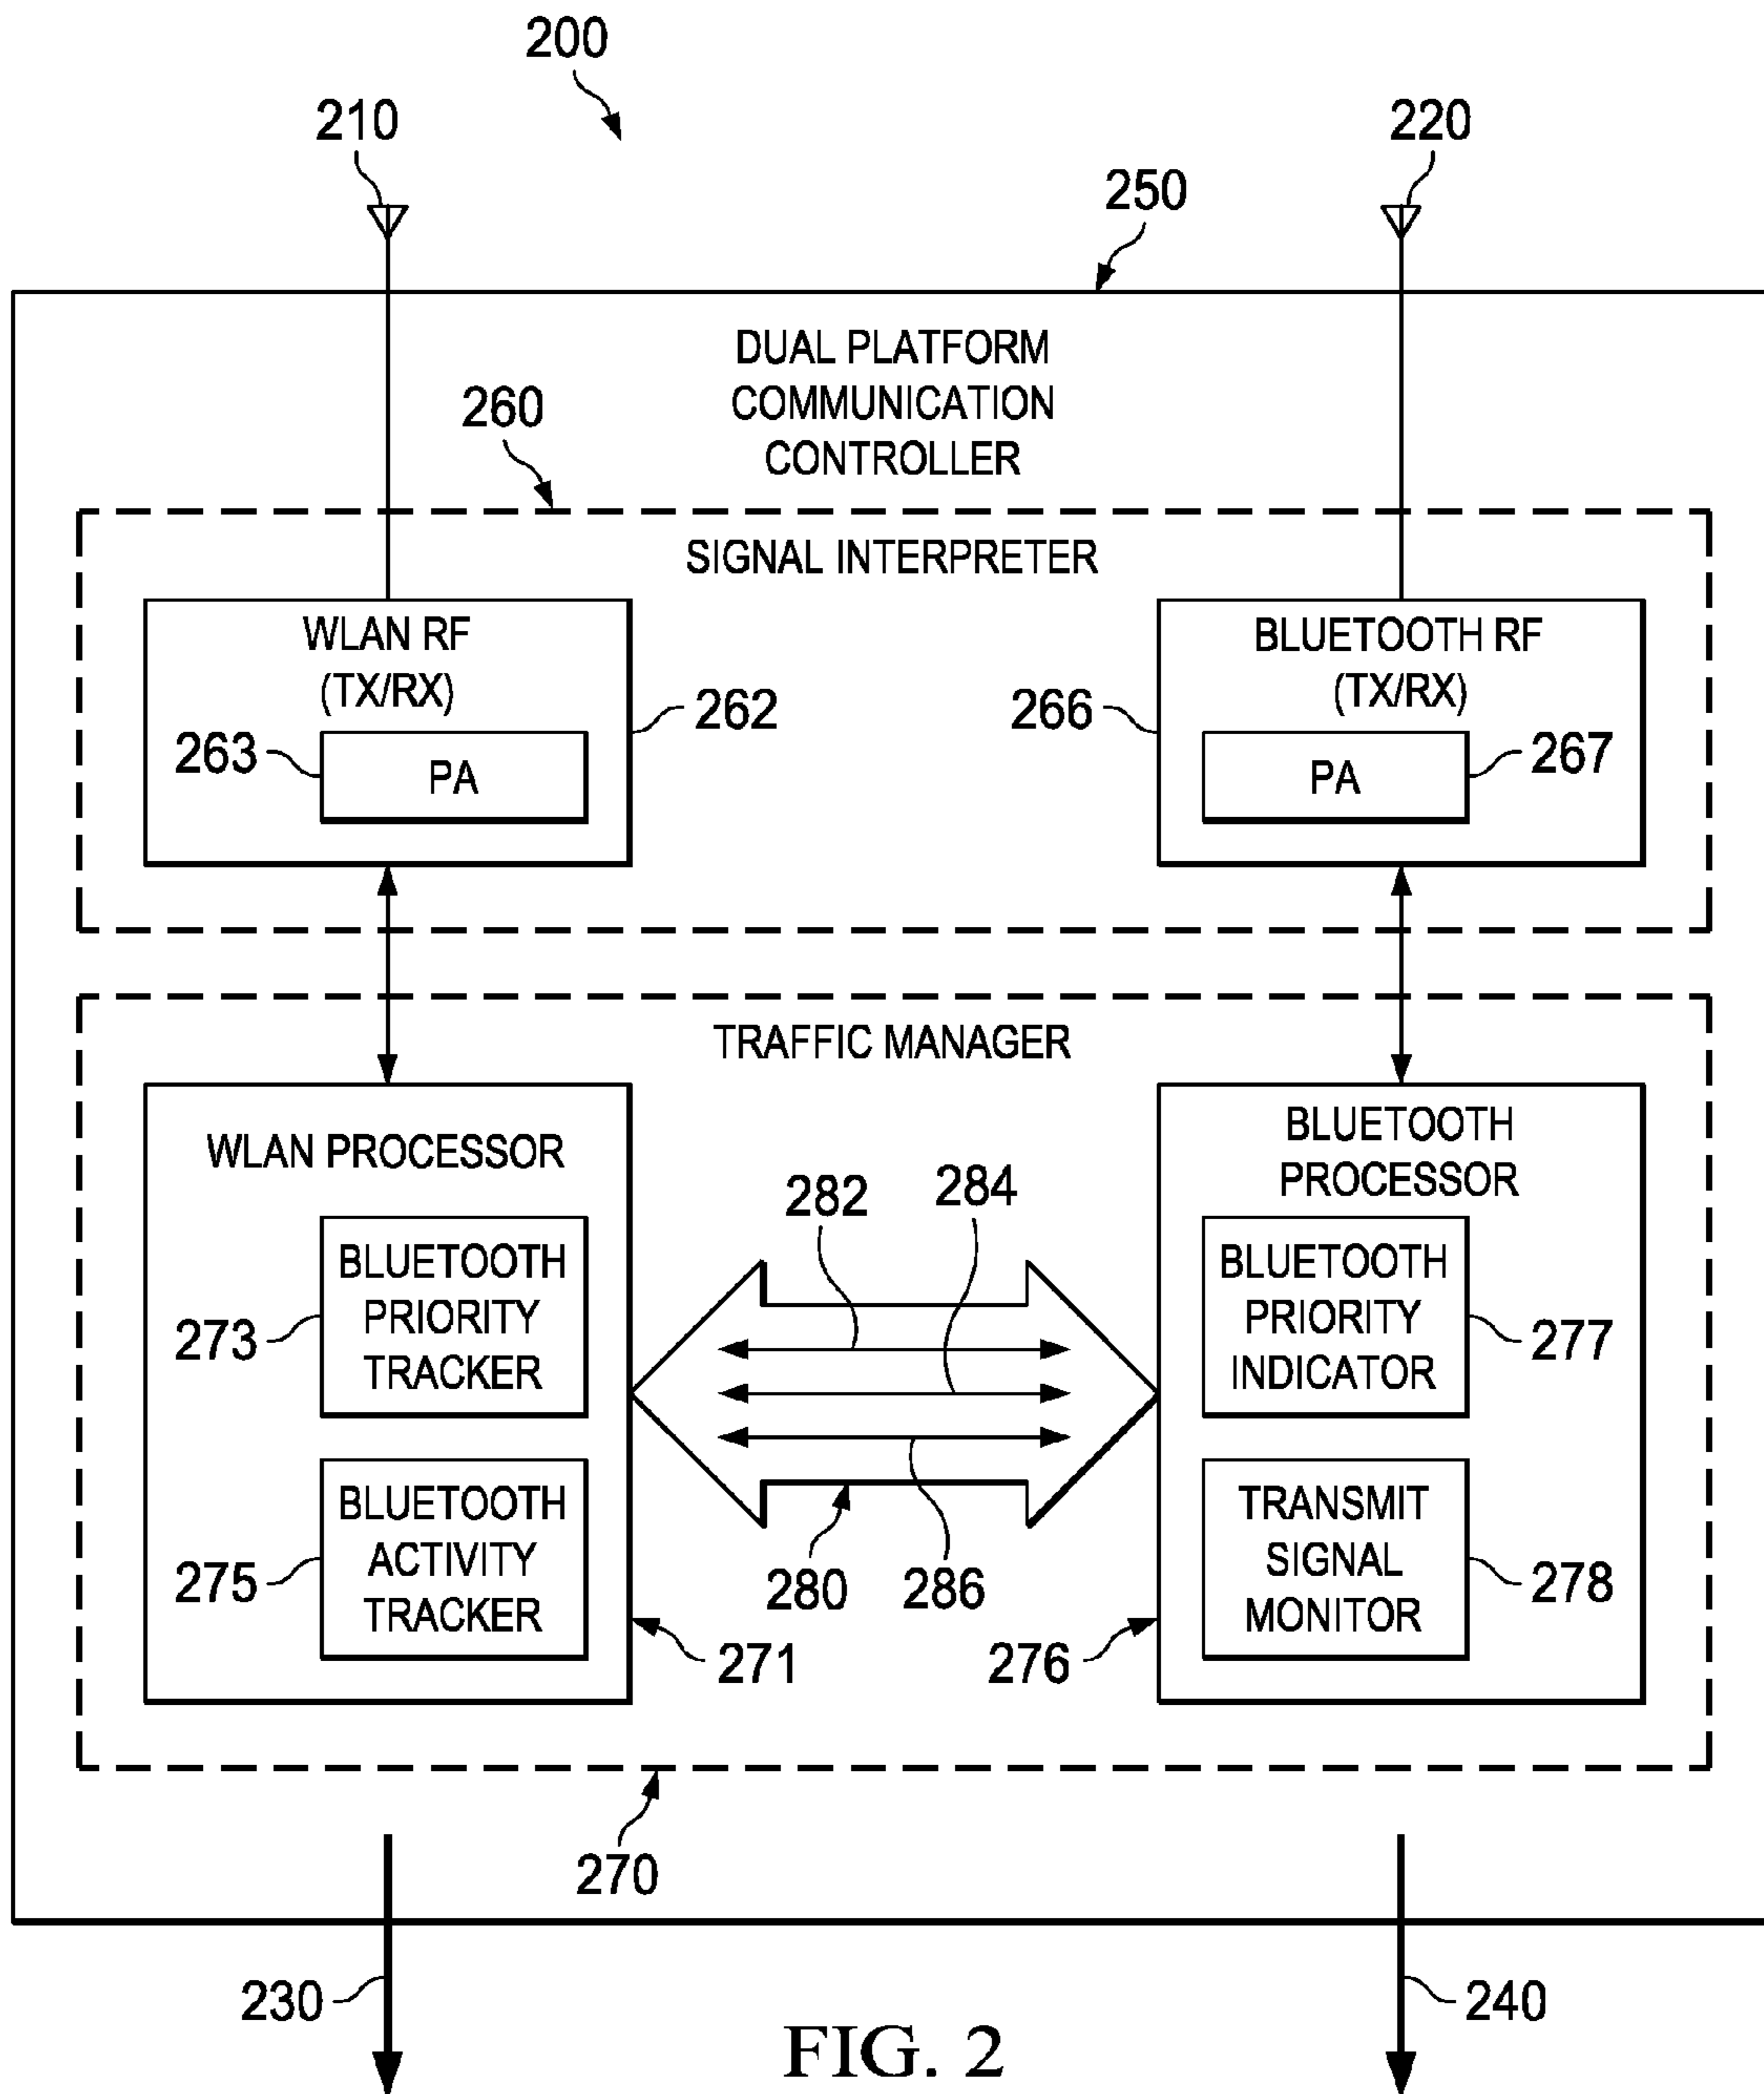 200
210
220
250
DUAL PLATFORM
COMMUNICATION
CONTROLLER
260
SIGNAL INTERPRETER
WLAN RF
(TX/RX)
262
263
PA
BLUETOOTH RF
(TX/RX)
266
PA
267
TRAFFIC MANAGER
WLAN PROCESSOR
BLUETOOTH
PRIORITY
TRACKER
273
BLUETOOTH
ACTIVITY
TRACKER
275
271
282
284
280
286
BLUETOOTH
PROCESSOR
BLUETOOTH
PRIORITY
INDICATOR
277
TRANSMIT
SIGNAL
MONITOR
278
276
270
230
240
FIG. 2